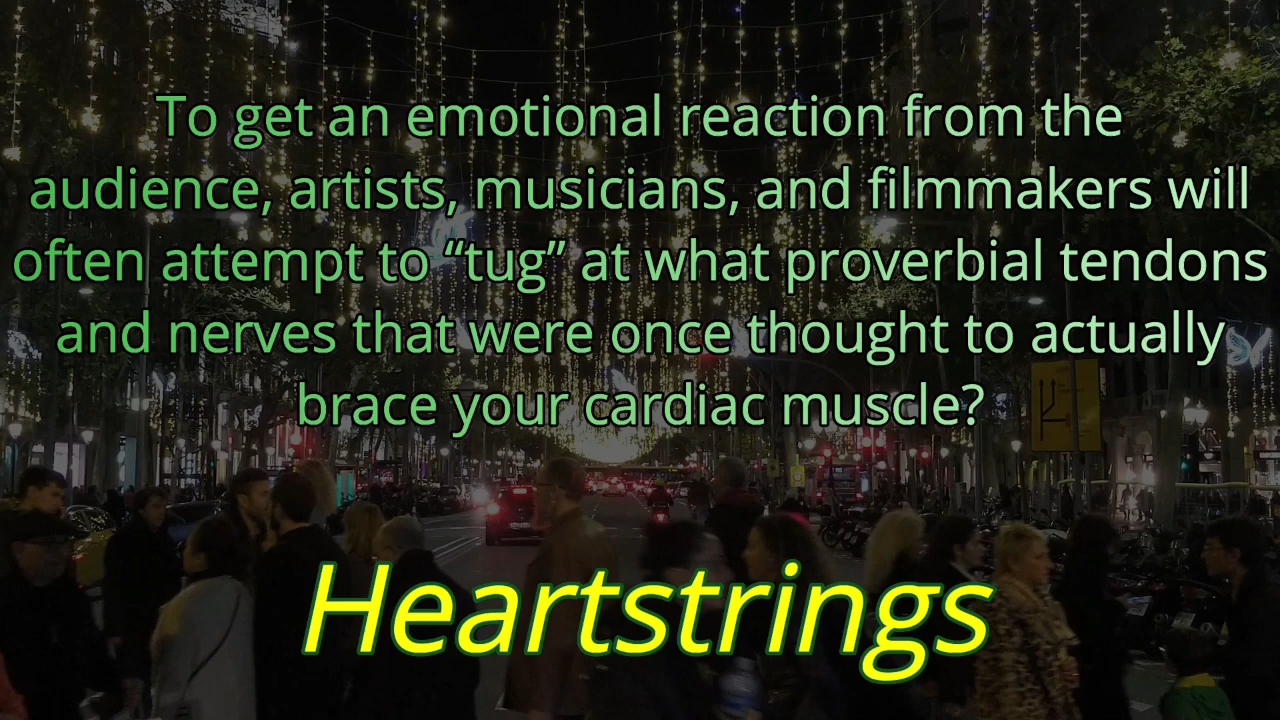 To get an emotional reaction from the
audience, artists, musicians, and filmmakers will
often attempt to “tug” at what proverbial tendons
and nerves that were once thought to actually
brace your cardiac muscle?
Heartstrings